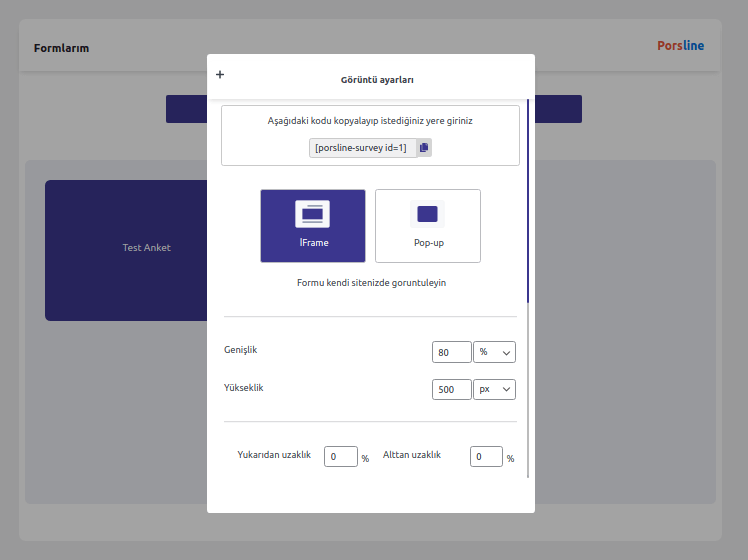 Formlarım
Porsline
+
Görüntü ayarları
Aşağıdaki kodu kopyalayıp istediğiniz yere giriniz
[porsline-survey id=1]
İFrame
Pop-up
Formu kendi sitenizde goruntuleyin
Test Anket
Genişlik
80
%
Yükseklik
500
px
Yukarıdan uzaklık
0
%
Alttan uzaklık
0
%